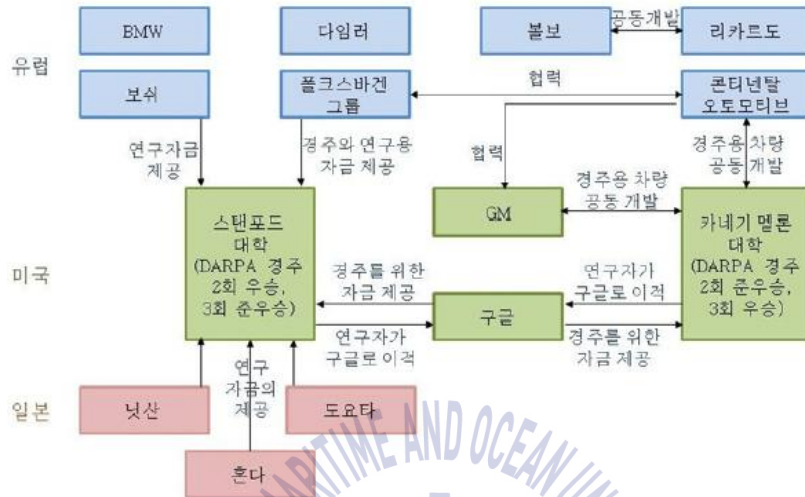 BMW
다임러
볼보
공동개발
리카르도
유럽
보쉬
폴크스바겐
그룹
협력
콘티넨탈
오토모티브
연구자금
제공
경주와 연구용
자금 제공
협력
경주용 차량
공동 개발
스탠포드
대학
(DARPA 경주
2회 우승,
3회 준우승)
GM
경주용 차량
공동 개발
카네기 멜론
대학
(DARPA 경주
2회 준우승,
3회 우승)
미국
경주를 위한
자금 제공
연구자가
구글로 이적
구글
연구자가
구글로 이적
경주를 위한
자금 제공
연구
자금의
제공
일본
닛산
도요타
혼다
MARITIME AND OCEAN UNI